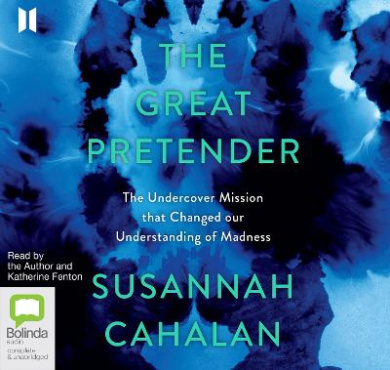 THE
GREAT
PRETENDER
The Undercover Mission
that Changed our
Understanding of Madness
Read by
the Author and
Katherine Fenton
SUSANNAH
CAHALAN
Bolinda
audio
complete
& unabridged